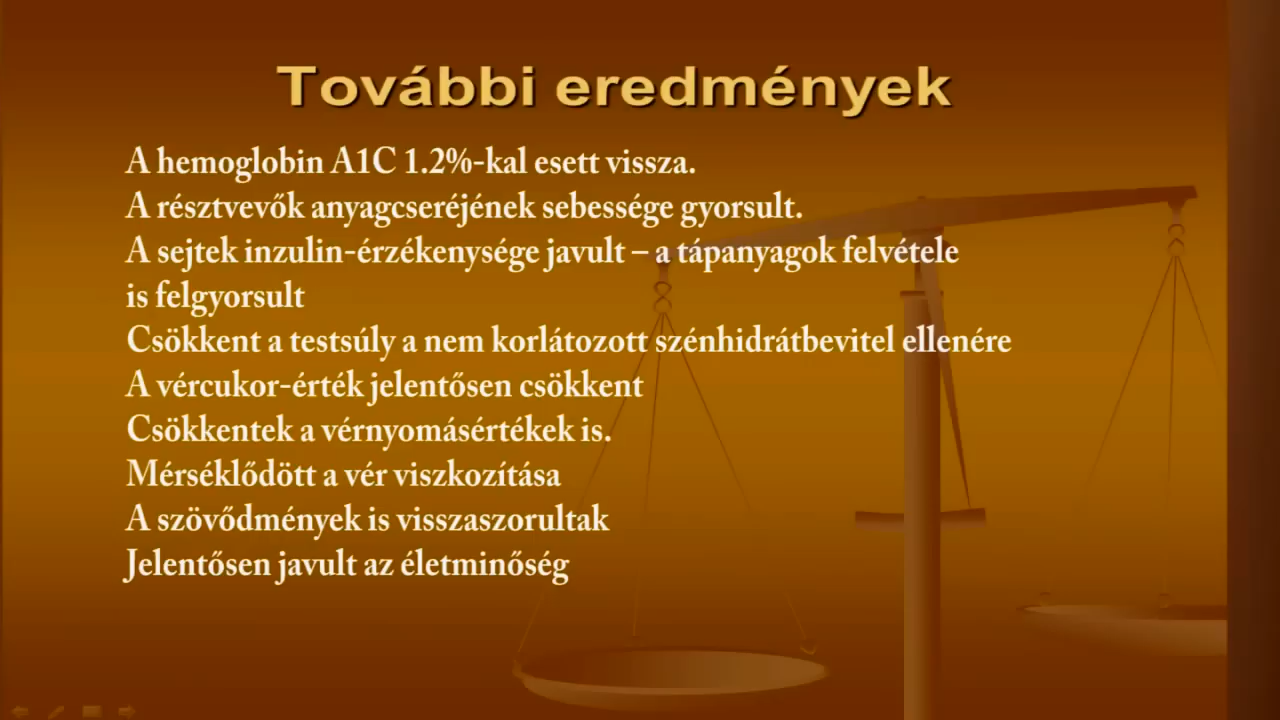 További eredmények
A hemoglobin A1C 1.2%-kal esett vissza.
A résztvevők anyagcseréjének sebessége gyorsult.
A sejtek inzulin-érzékenysége javult – a tápanyagok felvétele
is felgyorsult
Csökkent a testsúly a nem korlátozott szénhidrátbevitel ellenére
A vércukor-érték jelentősen csökkent
Csökkentek a vérnyomásértékek is.
Mérséklődött a vér viszkozítása
A szövődmények is visszaszorultak
Jelentősen javult az életminőség